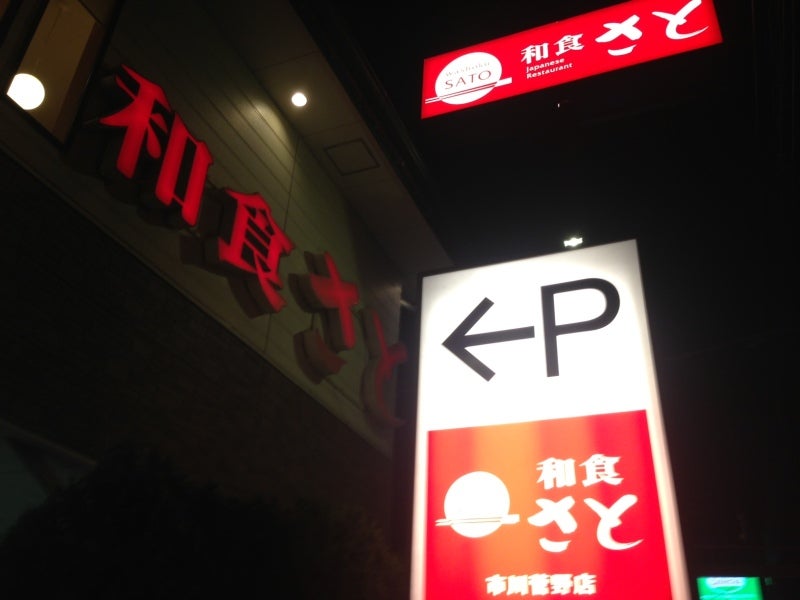 和食さと
Washoku
SATO
和食 さと
Japanese
Restaurant
←P
和食
さと
市川菅野店